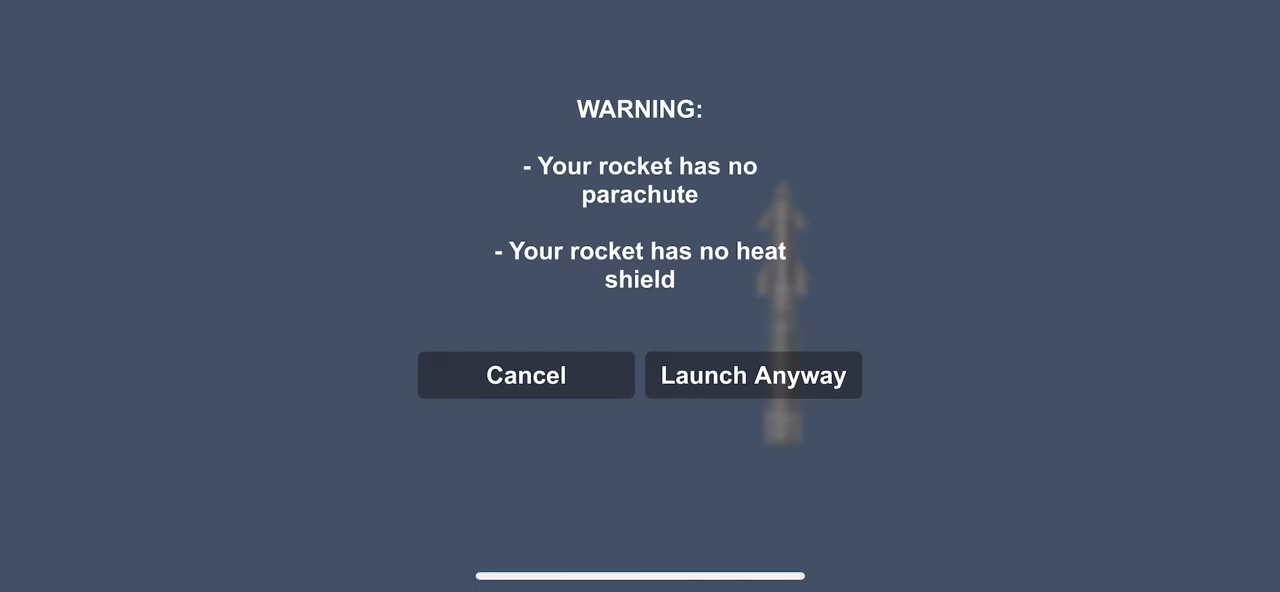 WARNING:
- Your rocket has no
parachute
- Your rocket has no heat
shield
Cancel
Launch Anyway